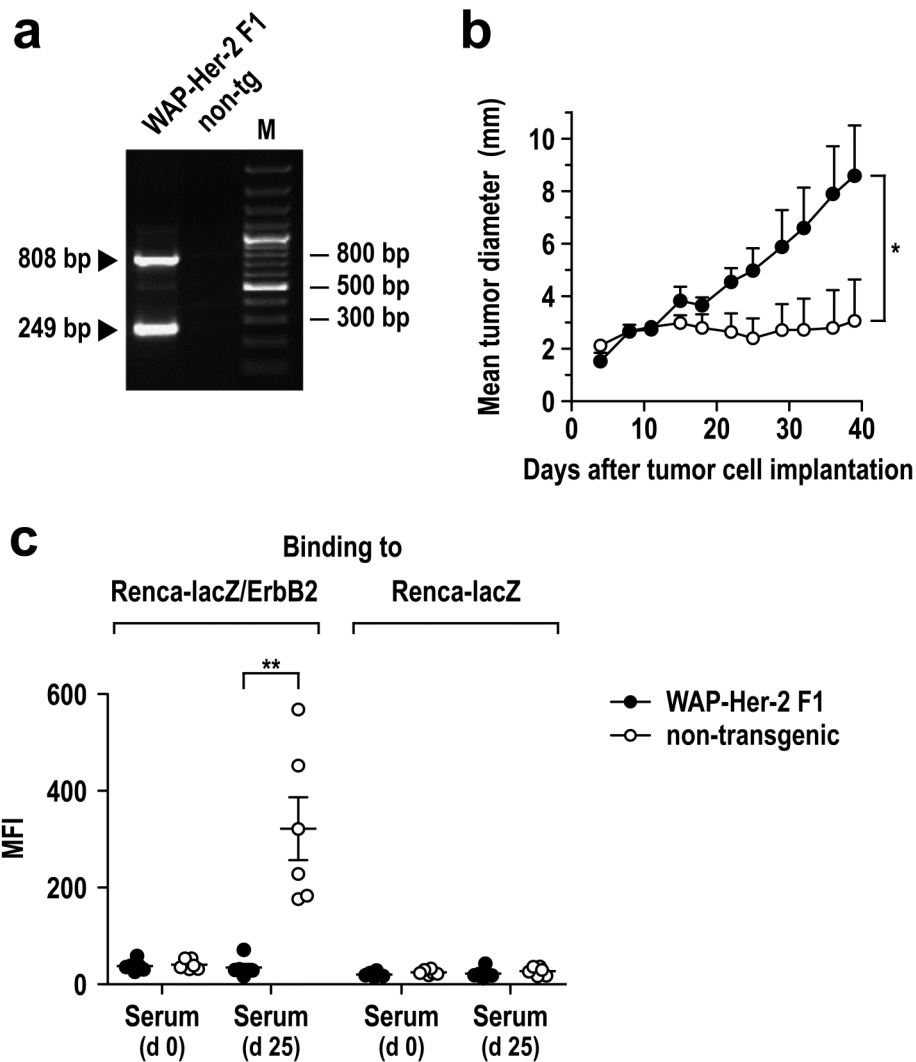 a
WAP-Her-2 F1
non-tg
M
808 bp
249 bp
800 bp
500 bp
300 bp
b
Mean tumor diameter (mm)
10
8
6
4
2
0
*
0 10 20 30 40
Days after tumor cell implantation
c
Binding to
Renca-lacZ/ErbB2 Renca-lacZ
**
MFI
600
400
200
0
Serum Serum Serum Serum
(d 0) (d 25) (d 0) (d 25)
WAP-Her-2 F1
non-transgenic